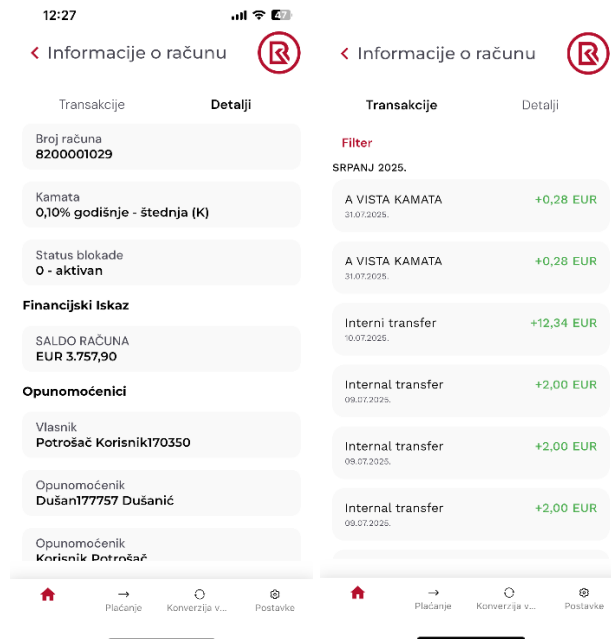 12:27
47
Informacije o računu
Transakcije
Detalji
Broj računa
8200001029
Kamata
0,10% godišnje - štednja (K)
Status blokade
0 - aktivan
Financijski Iskaz
SALDO RAČUNA
EUR 3.757,90
Opunomoćenici
Vlasnik
Potrošač Korisnik170350
Opunomoćenik
Dušan177757 Dušanić
Opunomoćenik
Korisnik Potrošač
Plaćanje
Konverzija v...
Postavke
Informacije o računu
Transakcije
Detalji
Filter
SRPANJ 2025.
A VISTA KAMATA
+0,28 EUR
31.07.2025.
A VISTA KAMATA
+0,28 EUR
31.07.2025.
Interni transfer
+12,34 EUR
10.07.2025.
Internal transfer
+2,00 EUR
09.07.2025.
Internal transfer
+2,00 EUR
09.07.2025.
Internal transfer
+2,00 EUR
09.07.2025.
Plaćanje
Konverzija v...
Postavke